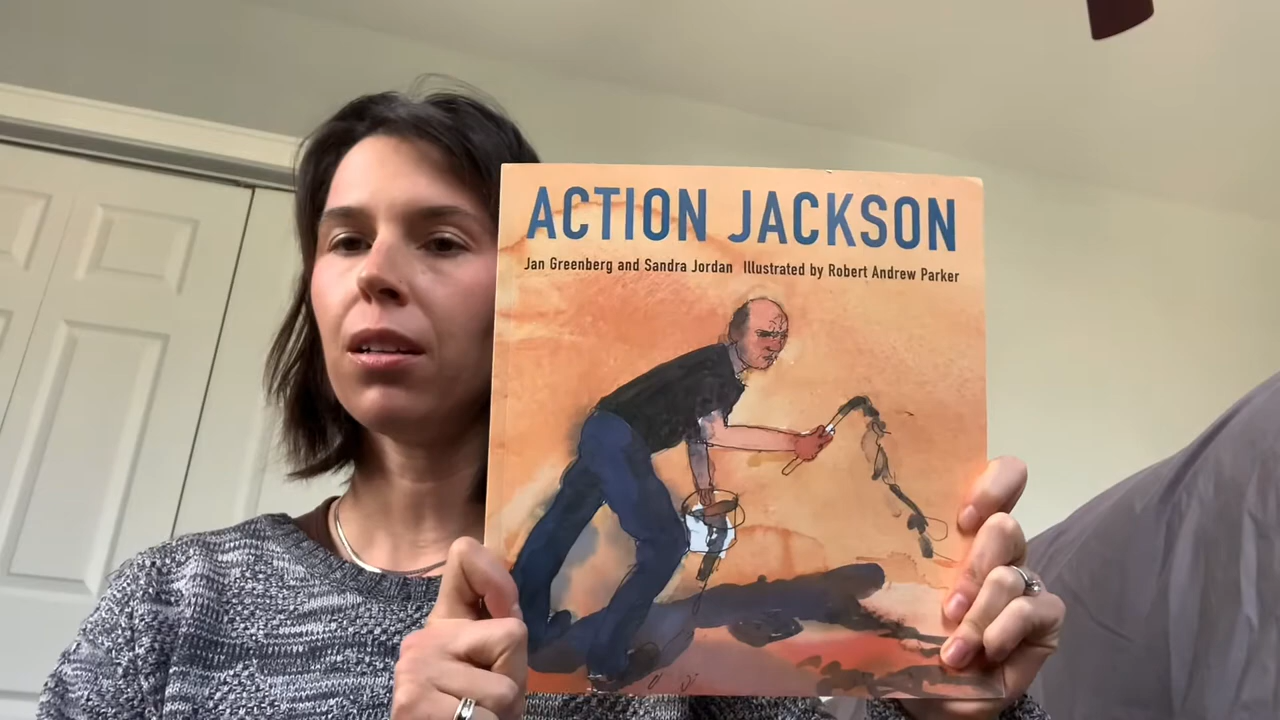 ACTION JACKSON
Jan Greenberg and Sandra Jordan Illustrated by Robert Andrew Parker